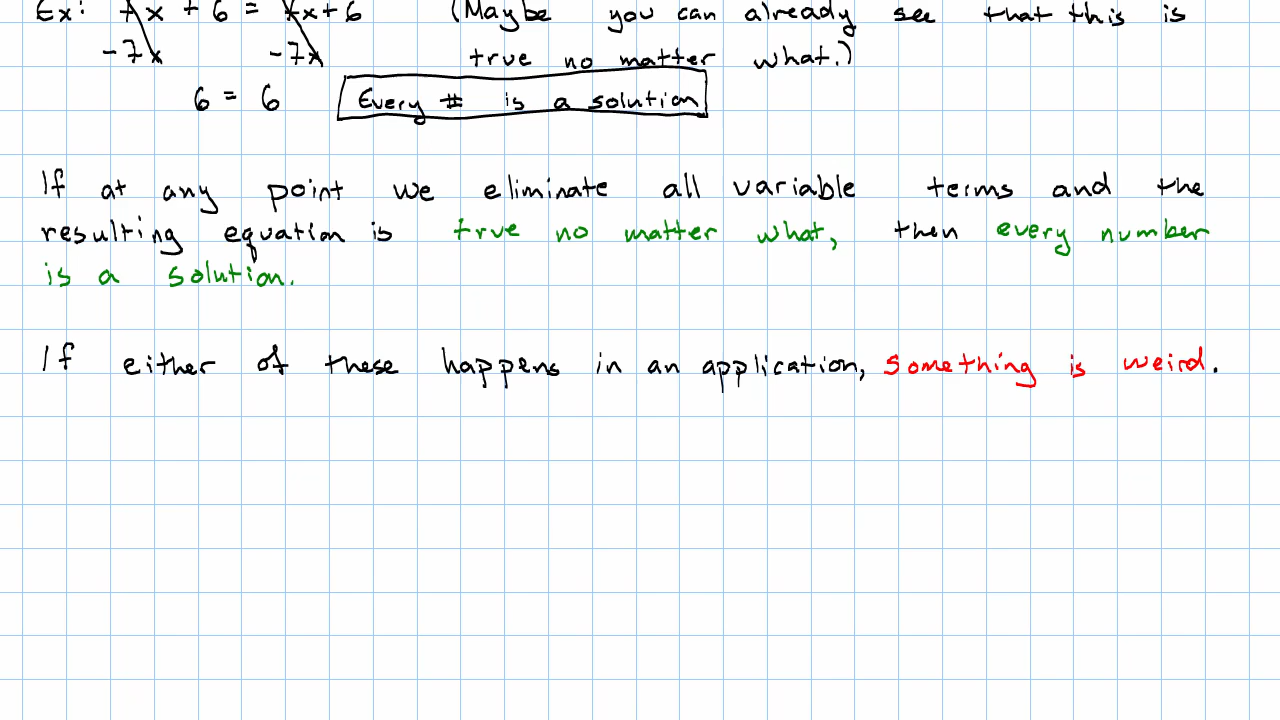 Ex: 7x + 6 = 7x + 6 (Maybe you can already see that this is
-7x -7x true no matter what.)
6 = 6 Every # is a solution
If at any point we eliminate all variable terms and the
resulting equation is true no matter what, then every number
is a solution.
If either of these happens in an application, something is weird.